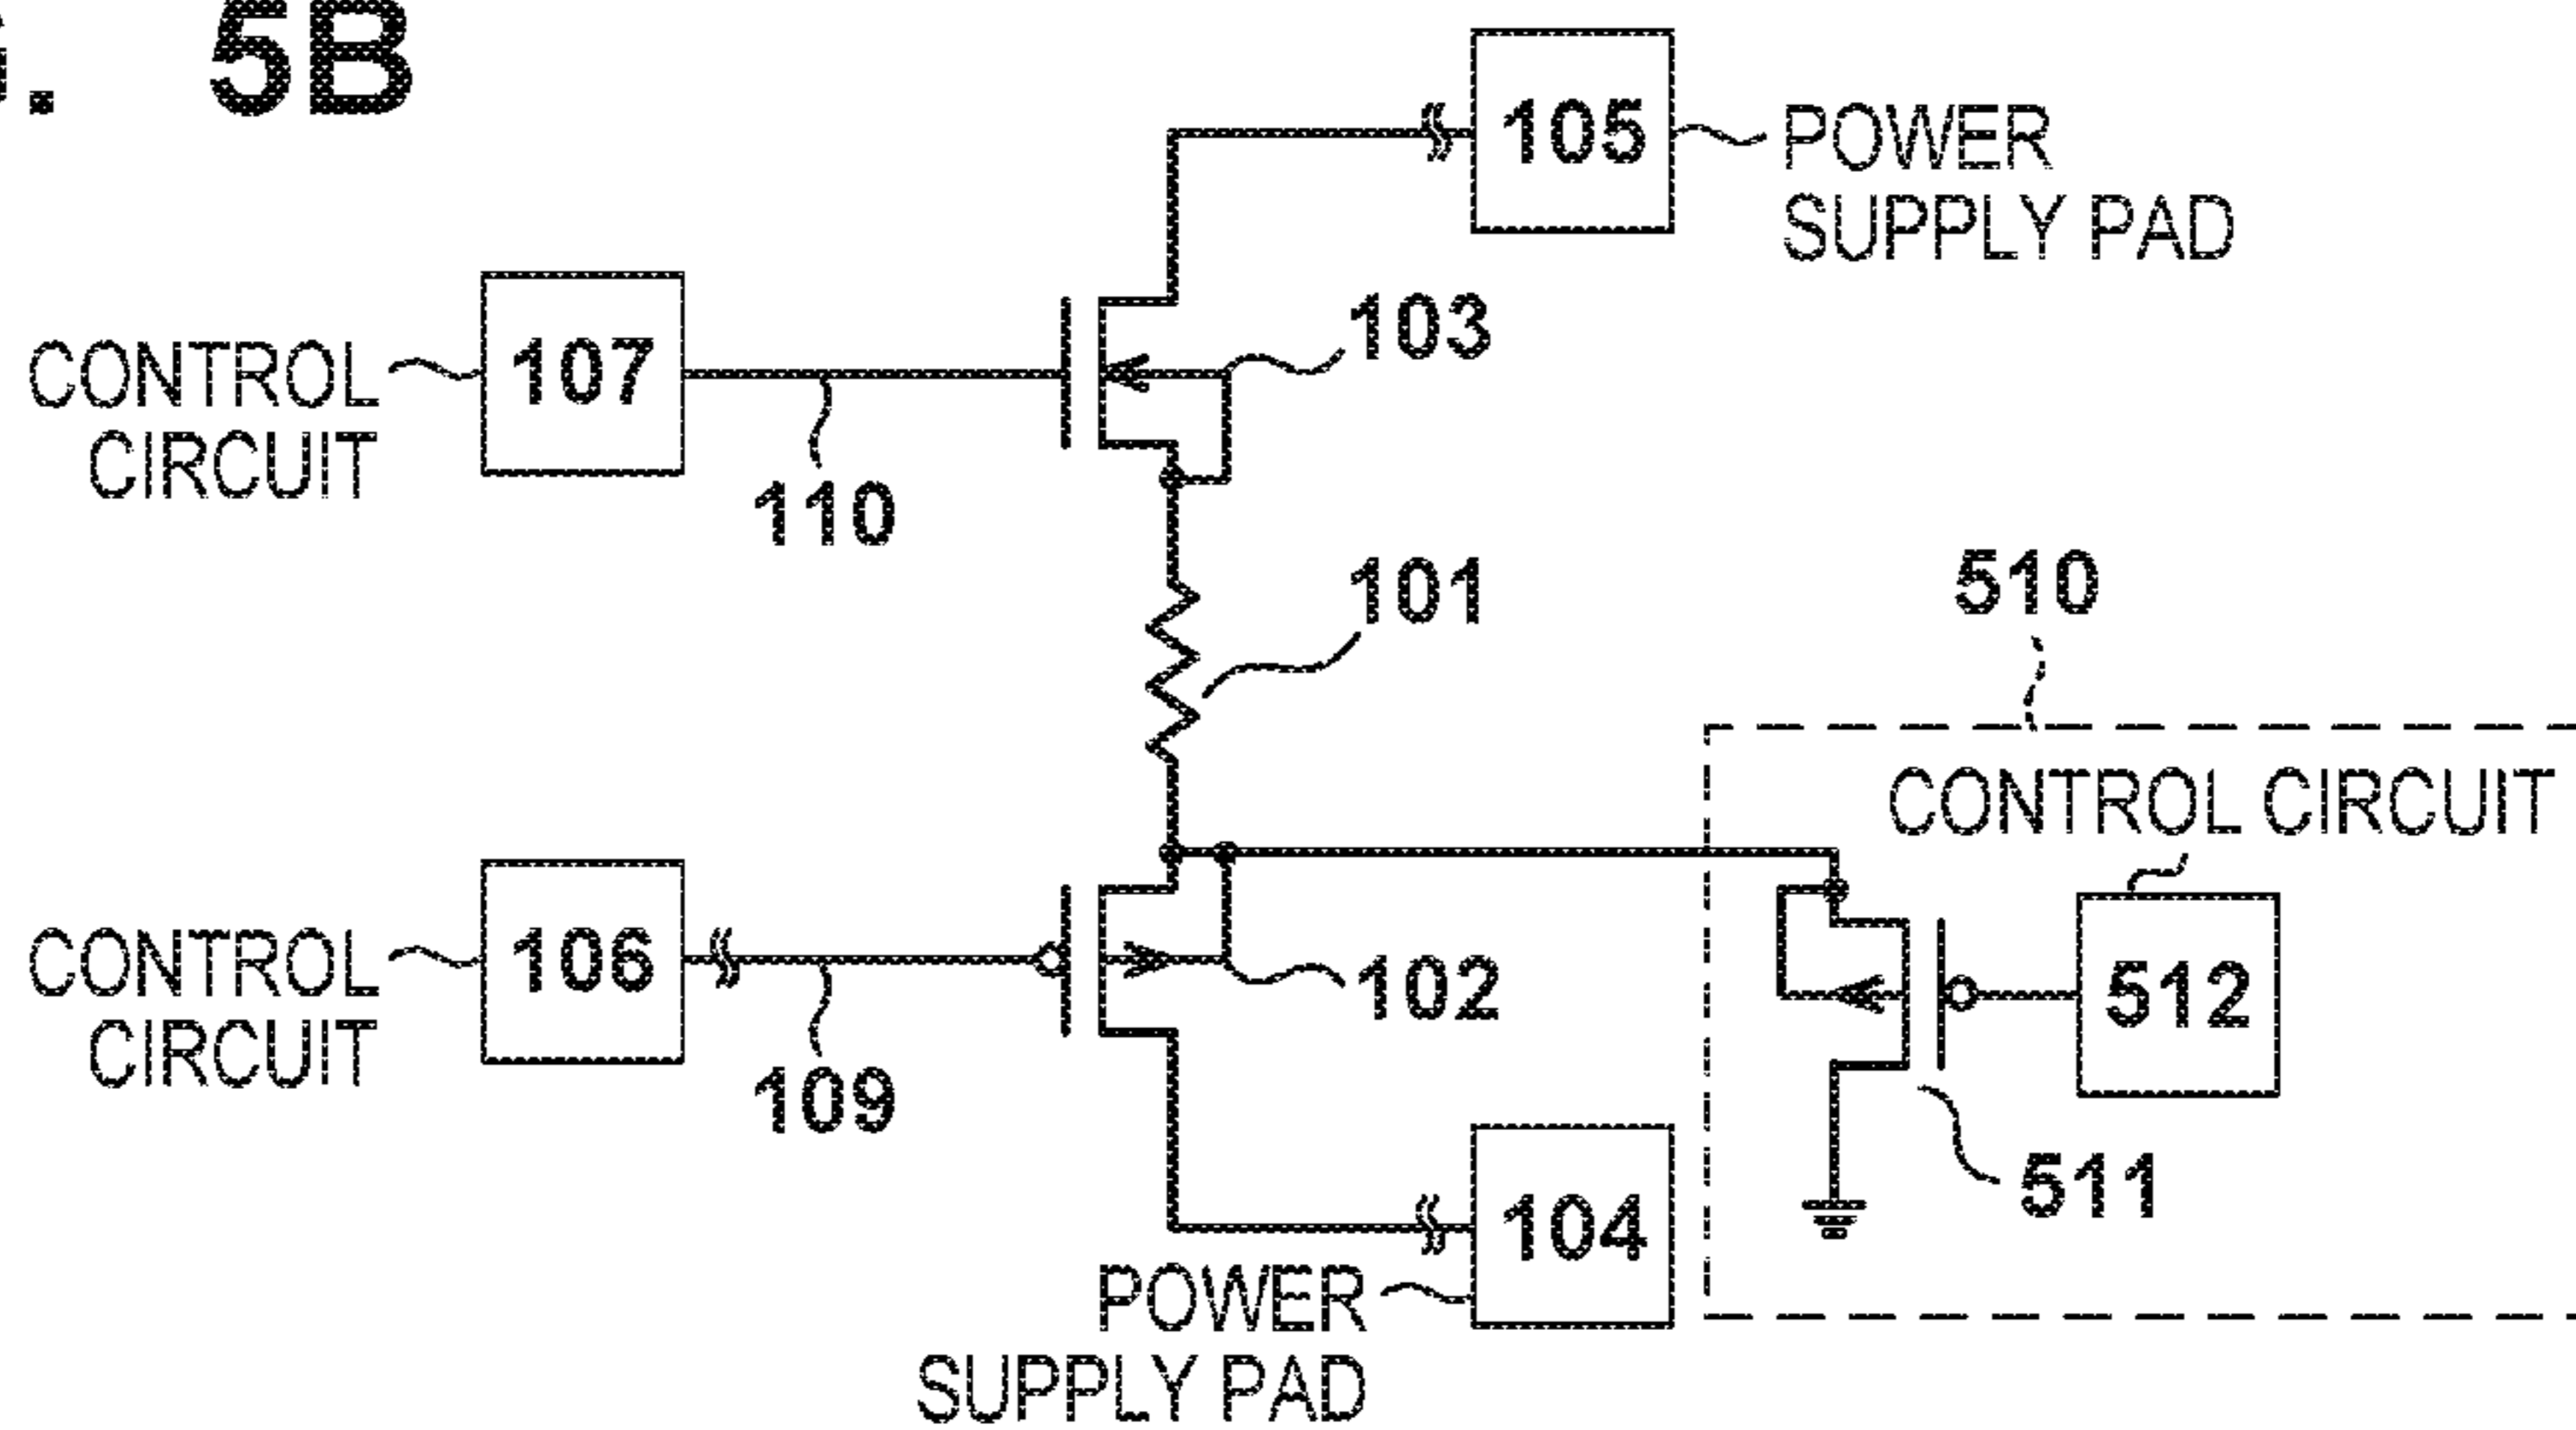 5B
105
POWER
SUPPLY PAD
103
107
CONTROL
CIRCUIT
110
101
510
CONTROL CIRCUIT
106
CONTROL
CIRCUIT
102
512
109
511
104
POWER
SUPPLY PAD